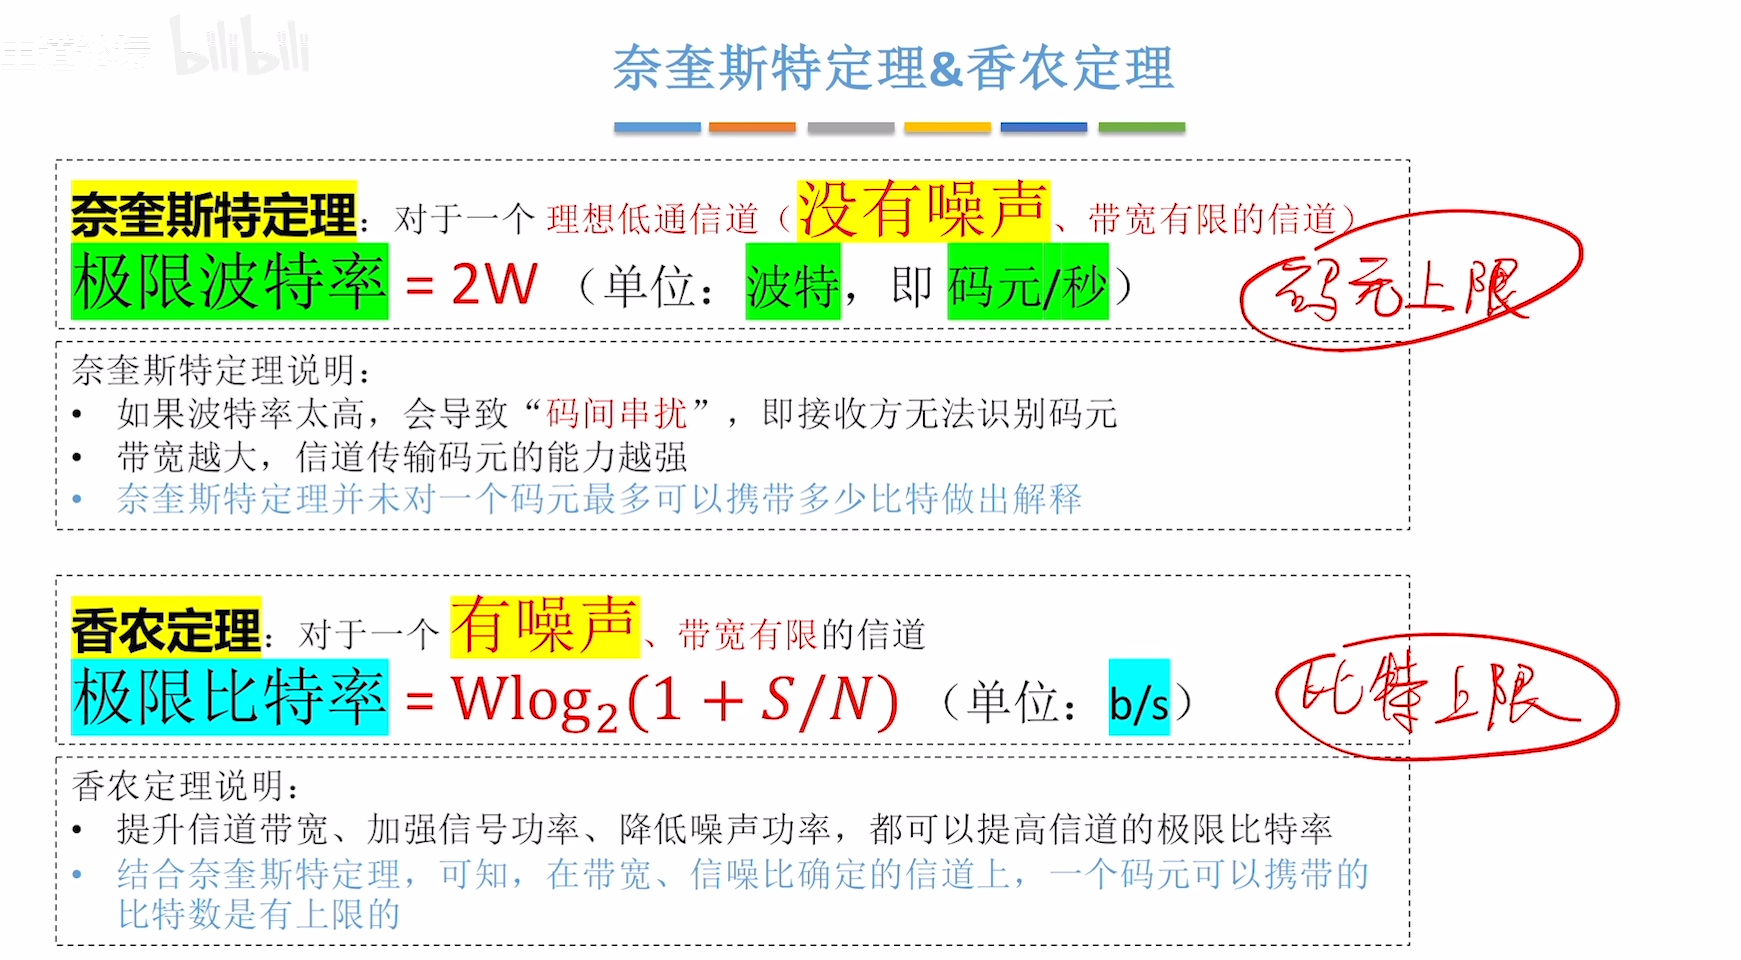 bilibili
奈奎斯特定理&香农定理
奈奎斯特定理：对于一个 理想低通信道（没有噪声、带宽有限的信道）
极限波特率 = 2W （单位：波特，即 码元/秒）
码元上限
奈奎斯特定理说明：
• 如果波特率太高，会导致“码间串扰”，即接收方无法识别码元
• 带宽越大，信道传输码元的能力越强
• 奈奎斯特定理并未对一个码元最多可以携带多少比特做出解释
香农定理：对于一个 有噪声、带宽有限的信道
极限比特率 = Wlog₂(1 + S/N) （单位：b/s）
比特上限
香农定理说明：
• 提升信道带宽、加强信号功率、降低噪声功率，都可以提高信道的极限比特率
• 结合奈奎斯特定理，可知，在带宽、信噪比确定的信道上，一个码元可以携带的
比特数是有上限的